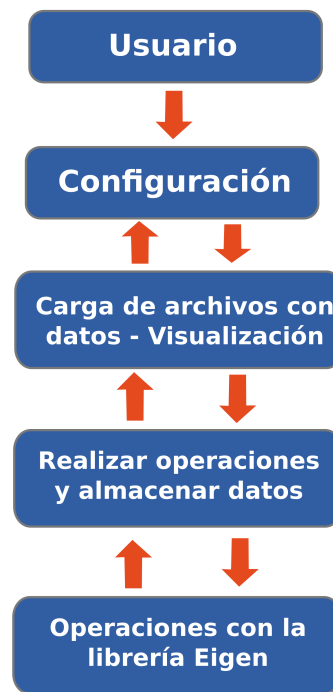 Usuario
Configuración
Carga de archivos con
datos - Visualización
Realizar operaciones
y almacenar datos
Operaciones con la
librería Eigen